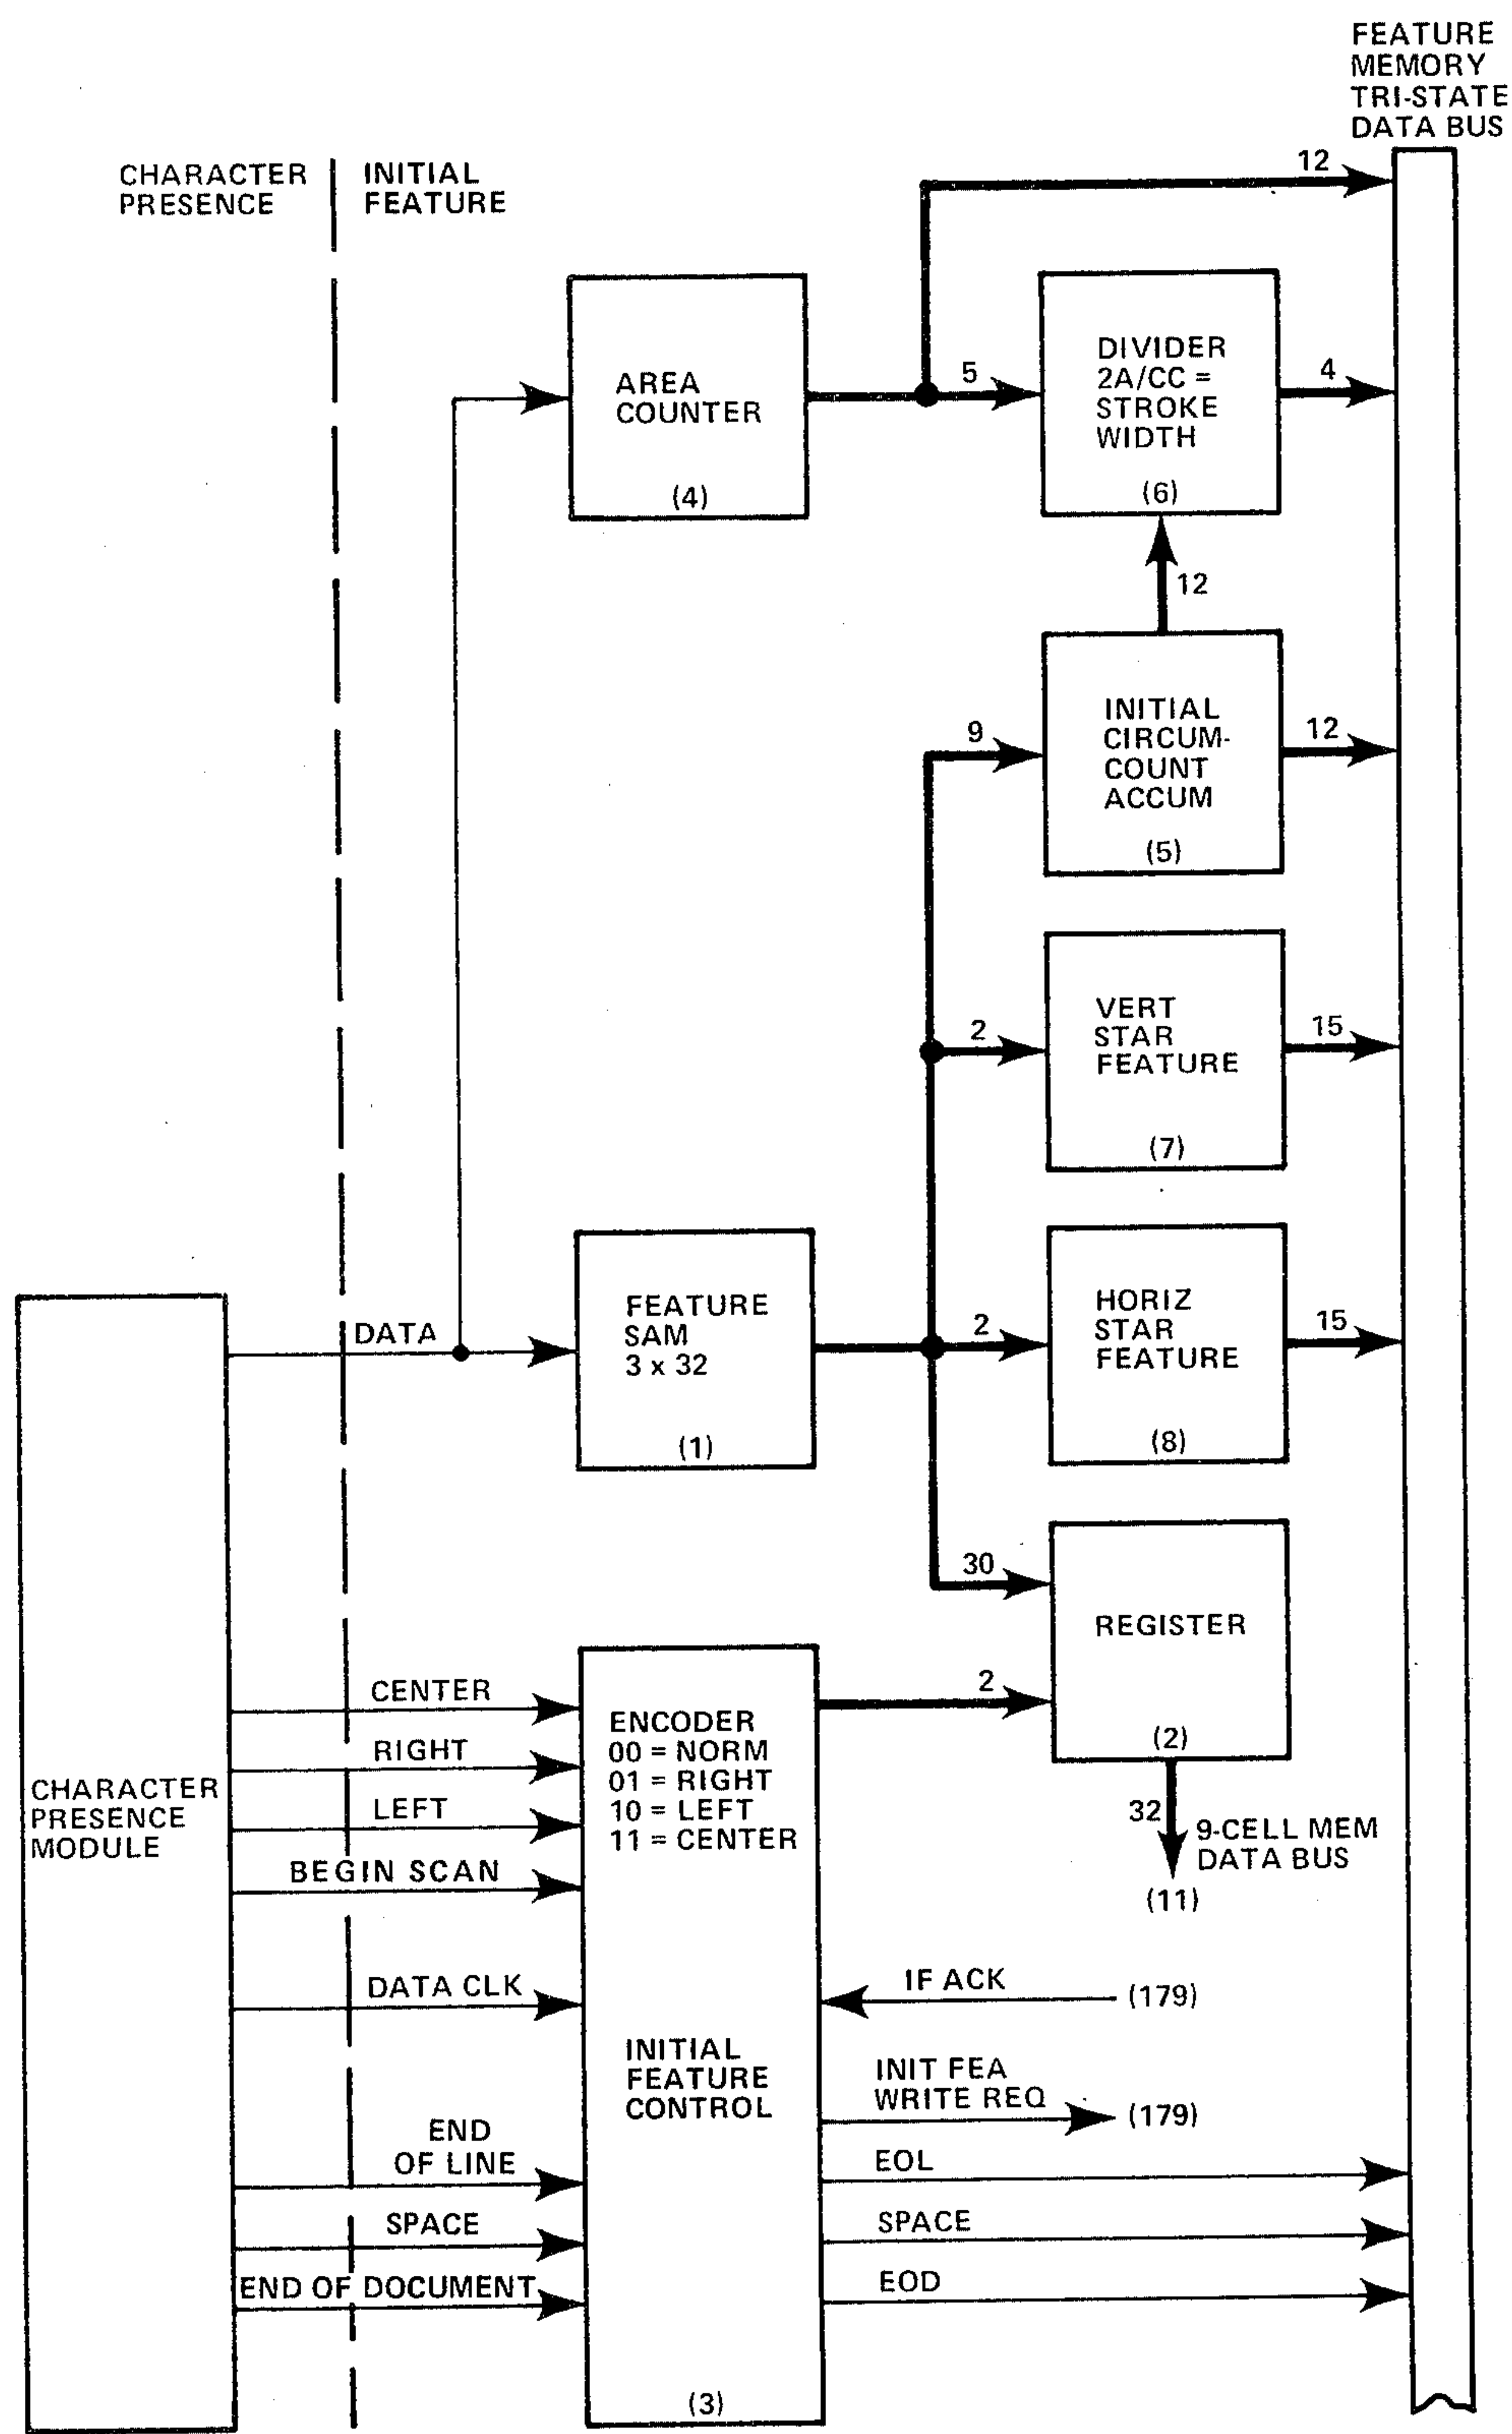 FEATURE
MEMORY
TRI-STATE
DATA BUS
CHARACTER
PRESENCE
INITIAL
FEATURE
12
AREA
COUNTER
(4)
5
DIVIDER
2A/CC =
STROKE
WIDTH
(6)
4
12
9
INITIAL
CIRCUM-
COUNT
ACCUM
(5)
12
2
VERT
STAR
FEATURE
(7)
15
DATA
FEATURE
SAM
3 x 32
(1)
2
HORIZ
STAR
FEATURE
(8)
15
30
REGISTER
(2)
2
32
9-CELL MEM
DATA BUS
(11)
CHARACTER
PRESENCE
MODULE
CENTER
RIGHT
LEFT
BEGIN SCAN
DATA CLK
END
OF LINE
SPACE
END OF DOCUMENT
ENCODER
00 = NORM
01 = RIGHT
10 = LEFT
11 = CENTER
INITIAL
FEATURE
CONTROL
(3)
IF ACK
(179)
INIT FEA
WRITE REQ
(179)
EOL
SPACE
EOD